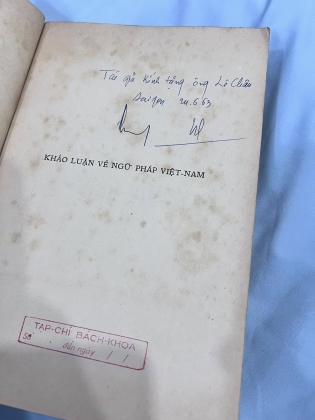 Tác giả kính tặng ông Lê Châu
Saigon 24.6.63
KHẢO LUẬN VỀ NGỮ PHÁP VIỆT-NAM
TẠP-CHÍ BÁCH-KHOA
Số đến ngày / /